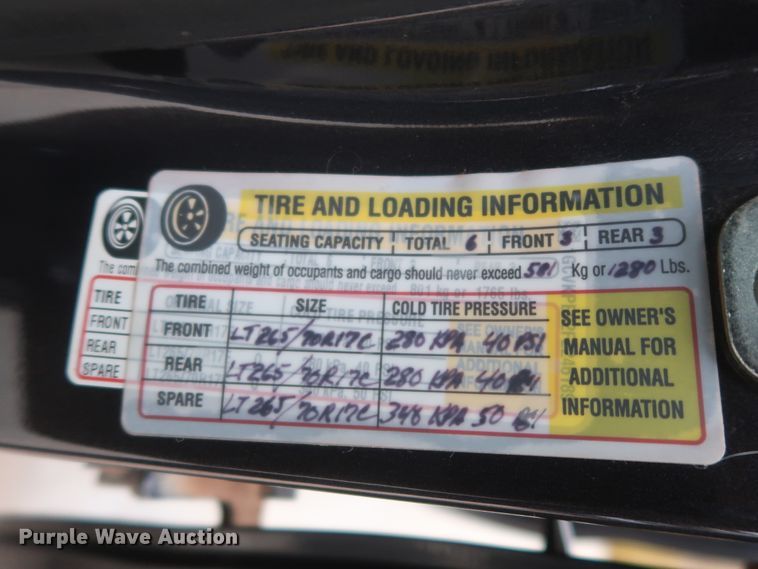 TIRE AND LOADING INFORMATION
SEATING CAPACITY TOTAL 6 FRONT 3 REAR 3
The combined weight of occupants and cargo should never exceed 581 Kg or 1280 Lbs.
TIRE SIZE COLD TIRE PRESSURE
FRONT LT265/70R17C 280 KPA 40 PSI
REAR LT265/70R17C 280 KPA 40 PSI
SPARE LT265/70R17C 346 KPA 50 PSI
SEE OWNER'S
MANUAL FOR
ADDITIONAL
INFORMATION
The com
TIRE
FRONT
REAR
SPARE
Purple Wave Auction